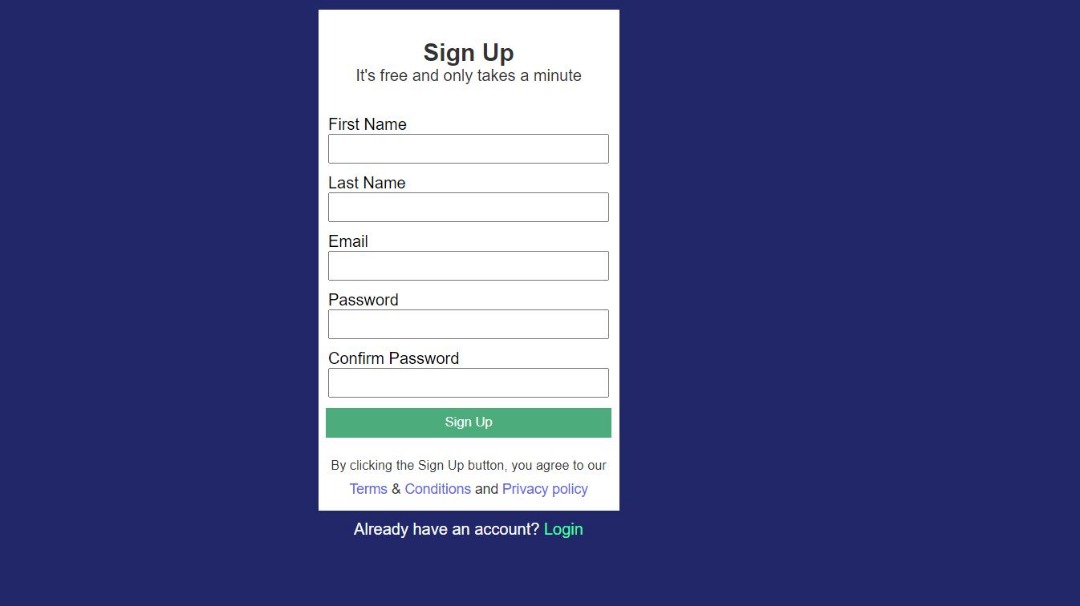 Sign Up
It's free and only takes a minute
First Name
Last Name
Email
Password
Confirm Password
Sign Up
By clicking the Sign Up button, you agree to our
Terms & Conditions and Privacy policy
Already have an account? Login